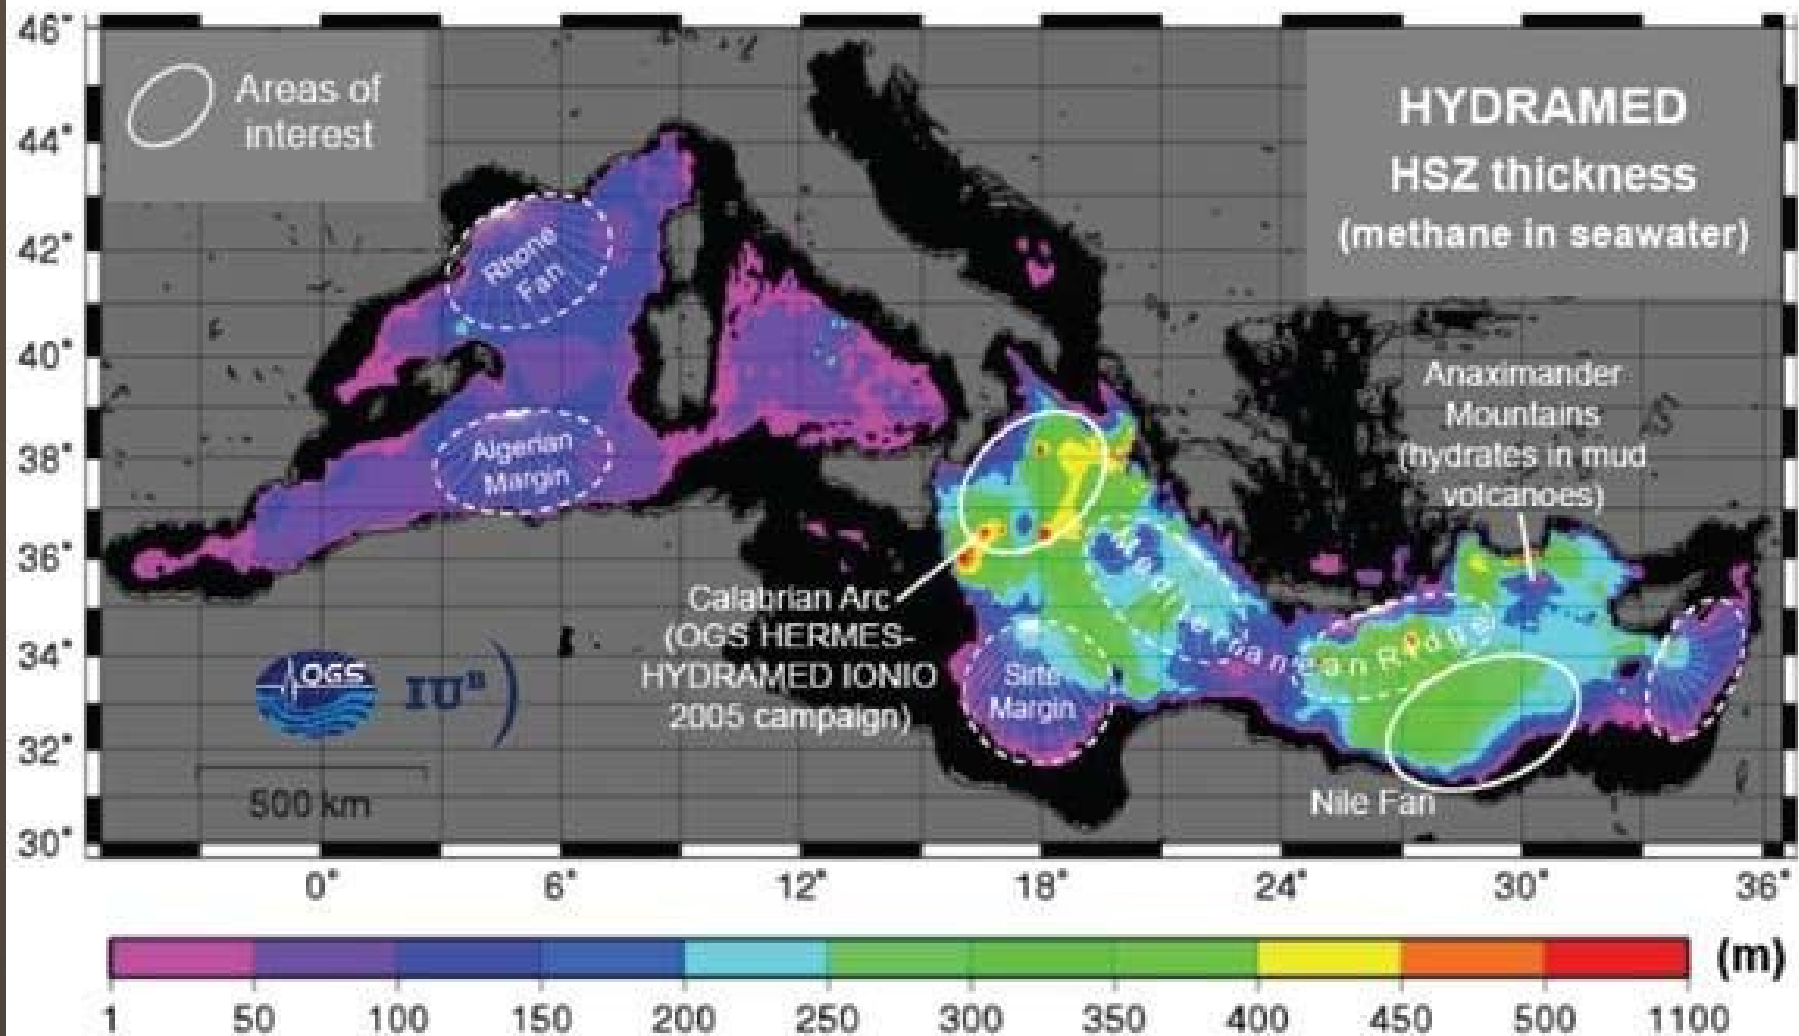 46°
44°
42°
40°
38°
36°
34°
32°
30°
Areas of
interest
HYDRAMED
HSZ thickness
(methane in seawater)
Rhone
Fan
Algerian
Margin
Anaximander
Mountains
(hydrates in mud
volcanoes)
Calabrian Arc
(OGS HERMES-
HYDRAMED IONIO
2005 campaign)
Mediterranean Ridge
Sirte
Margin
Nile Fan
OGS
IUB
500 km
0° 6° 12° 18° 24° 30° 36°
(m)
1 50 100 150 200 250 300 350 400 450 500 1100